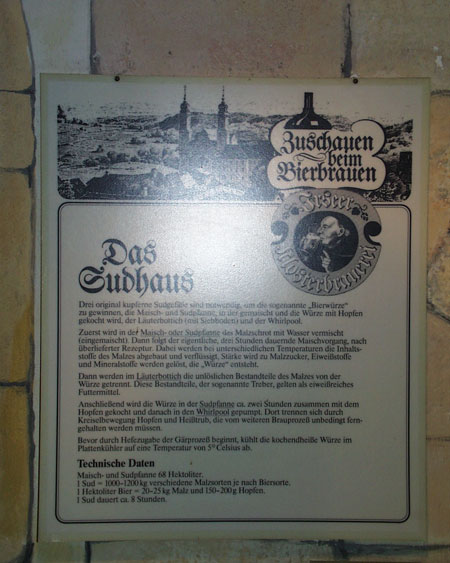 Zuschauen
beim
Bierbrauen
Irseer
Klosterbrauerei
Das
Sudhaus
Drei original kupferne Sudgefäße sind notwendig, um die sogenannte „Bierwürze“
zu gewinnen, die Maisch- und Sudpfanne, in der gemaischt und die Würze mit Hopfen
gekocht wird, der Läuterbottich (mit Siebboden) und der Whirlpool.
Zuerst wird in der Maisch- oder Sudpfanne das Malzschrot mit Wasser vermischt
(eingemaischt). Dann folgt der eigentliche, drei Stunden dauernde Maischvorgang, nach
überlieferter Rezeptur. Dabei werden bei unterschiedlichen Temperaturen die Inhalts-
stoffe des Malzes abgebaut und verflüssigt. Stärke wird zu Malzzucker, Eiweißstoffe
und Mineralstoffe werden gelöst, die „Würze“ entsteht.
Dann werden im Läuterbottich die unlöslichen Bestandteile des Malzes von der
Würze getrennt. Diese Bestandteile, der sogenannte Treber, gelten als eiweißreiches
Futtermittel.
Anschließend wird die Würze in der Sudpfanne ca. zwei Stunden zusammen mit dem
Hopfen gekocht und danach in den Whirlpool gepumpt. Dort trennen sich durch
Kreiselbewegung Hopfen und Heißtrub, die vom weiteren Brauprozeß unbedingt fern-
gehalten werden müssen.
Bevor durch Hefezugabe der Gärprozeß beginnt, kühlt die kochendheiße Würze im
Plattenkühler auf eine Temperatur von 5° Celsius ab.
Technische Daten
Maisch- und Sudpfanne 68 Hektoliter.
1 Sud = 1000–1200 kg verschiedene Malzsorten je nach Biersorte.
1 Hektoliter Bier = 20–25 kg Malz und 150–200 g Hopfen.
1 Sud dauert ca. 8 Stunden.